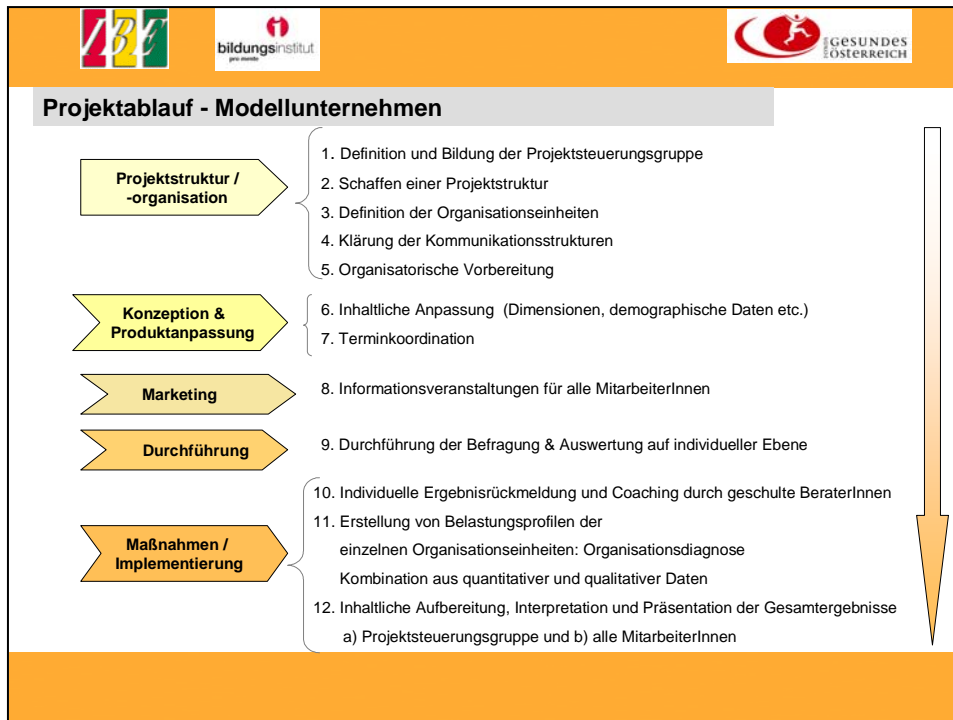 IBE
bildungsinstitut
pro mente
FONDS GESUNDES
ÖSTERREICH
Projektablauf - Modellunternehmen
Projektstruktur /
-organisation
1. Definition und Bildung der Projektsteuerungsgruppe
2. Schaffen einer Projektstruktur
3. Definition der Organisationseinheiten
4. Klärung der Kommunikationsstrukturen
5. Organisatorische Vorbereitung
Konzeption &
Produktanpassung
6. Inhaltliche Anpassung (Dimensionen, demographische Daten etc.)
7. Terminkoordination
Marketing
8. Informationsveranstaltungen für alle MitarbeiterInnen
Durchführung
9. Durchführung der Befragung & Auswertung auf individueller Ebene
Maßnahmen /
Implementierung
10. Individuelle Ergebnisrückmeldung und Coaching durch geschulte BeraterInnen
11. Erstellung von Belastungsprofilen der
einzelnen Organisationseinheiten: Organisationsdiagnose
Kombination aus quantitativer und qualitativer Daten
12. Inhaltliche Aufbereitung, Interpretation und Präsentation der Gesamtergebnisse
a) Projektsteuerungsgruppe und b) alle MitarbeiterInnen